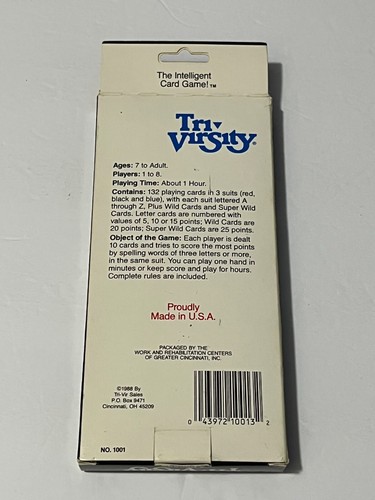 The Intelligent
Card Game!™
Tri-
Virsity®
Ages: 7 to Adult.
Players: 1 to 8.
Playing Time: About 1 Hour.
Contains: 132 playing cards in 3 suits (red,
black and blue), with each suit lettered A
through Z, Plus Wild Cards and Super Wild
Cards. Letter cards are numbered with
values of 5, 10 or 15 points; Wild Cards are
20 points; Super Wild Cards are 25 points.
Object of the Game: Each player is dealt
10 cards and tries to score the most points
by spelling words of three letters or more,
in the same suit. You can play one hand in
minutes or keep score and play for hours.
Complete rules are included.
Proudly
Made in U.S.A.
PACKAGED BY THE
WORK AND REHABILITATION CENTERS
OF GREATER CINCINNATI, INC.
©1988 By
Tri-Vir Sales
P.O. Box 9471
Cincinnati, OH 45209
0 43972 10013 2
NO. 1001